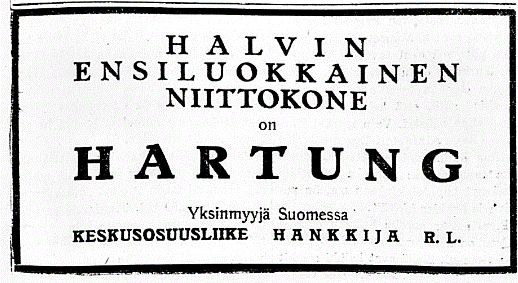 HALVIN
ENSILUOKKAINEN
NIITTOKONE
on
HARTUNG
Yksinmyyjä Suomessa
KESKUSOSUUSLIIKE HANKKIJA R. L.